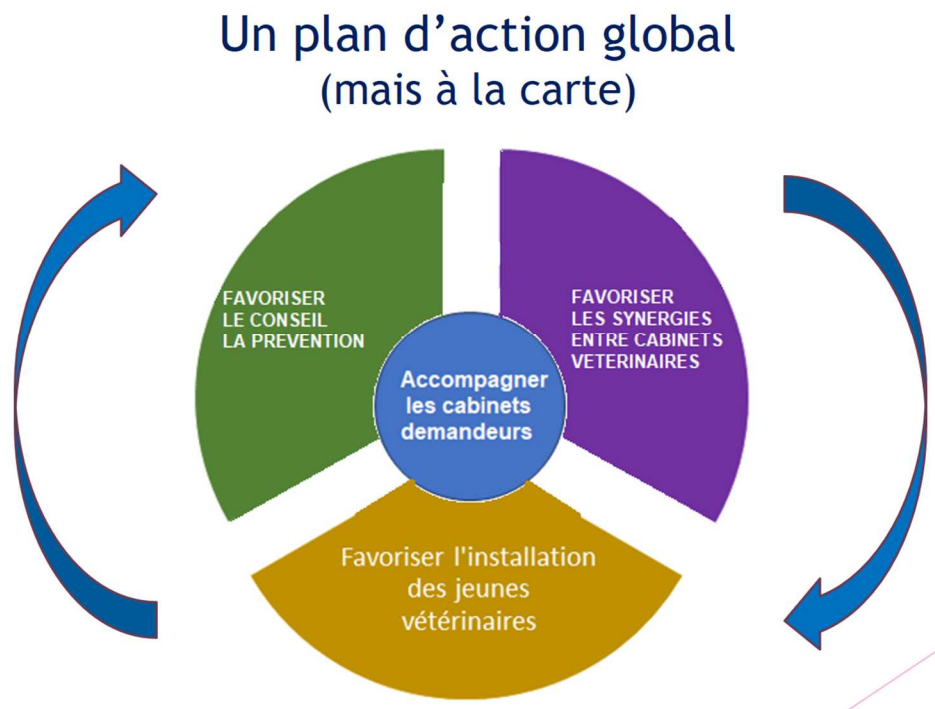 Un plan d’action global
(mais à la carte)
FAVORISER
LE CONSEIL
LA PREVENTION
FAVORISER
LES SYNERGIES
ENTRE CABINETS
VETERINAIRES
Accompagner
les cabinets
demandeurs
Favoriser l'installation
des jeunes
vétérinaires